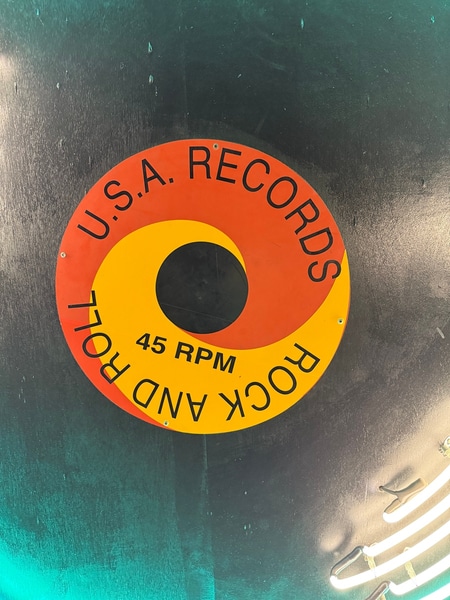 U.S.A. RECORDS
45 RPM
ROCK AND ROLL